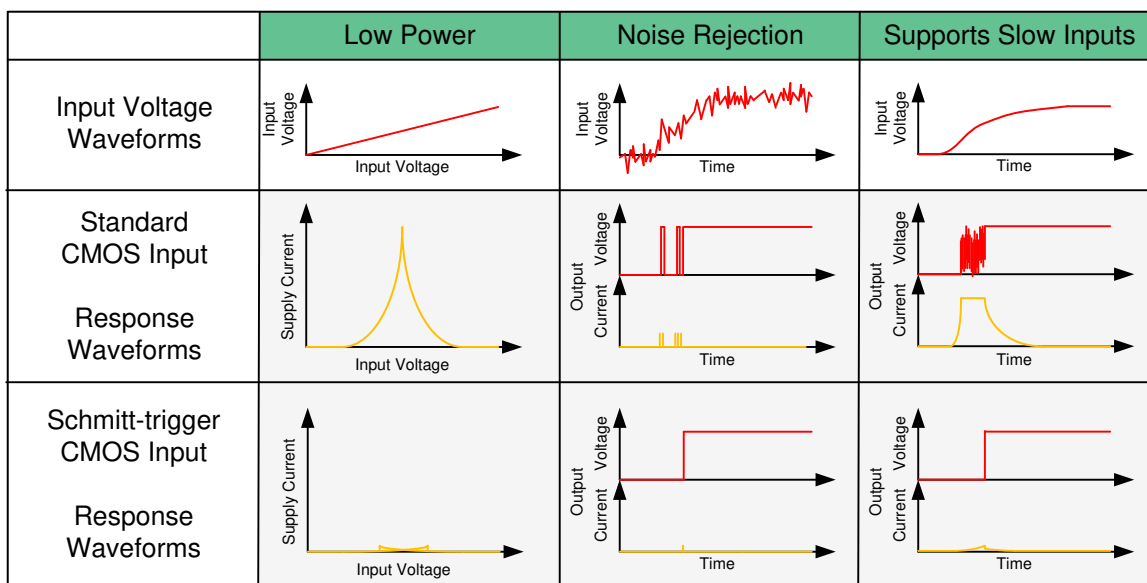 Low Power
Noise Rejection
Supports Slow Inputs
Input Voltage
Waveforms
Input
Voltage
Input Voltage
Input
Voltage
Time
Input
Voltage
Time
Standard
CMOS Input
Response
Waveforms
Supply Current
Input Voltage
Output
Voltage
Current
Time
Output
Voltage
Current
Time
Schmitt-trigger
CMOS Input
Response
Waveforms
Supply Current
Input Voltage
Output
Voltage
Current
Time
Output
Voltage
Current
Time